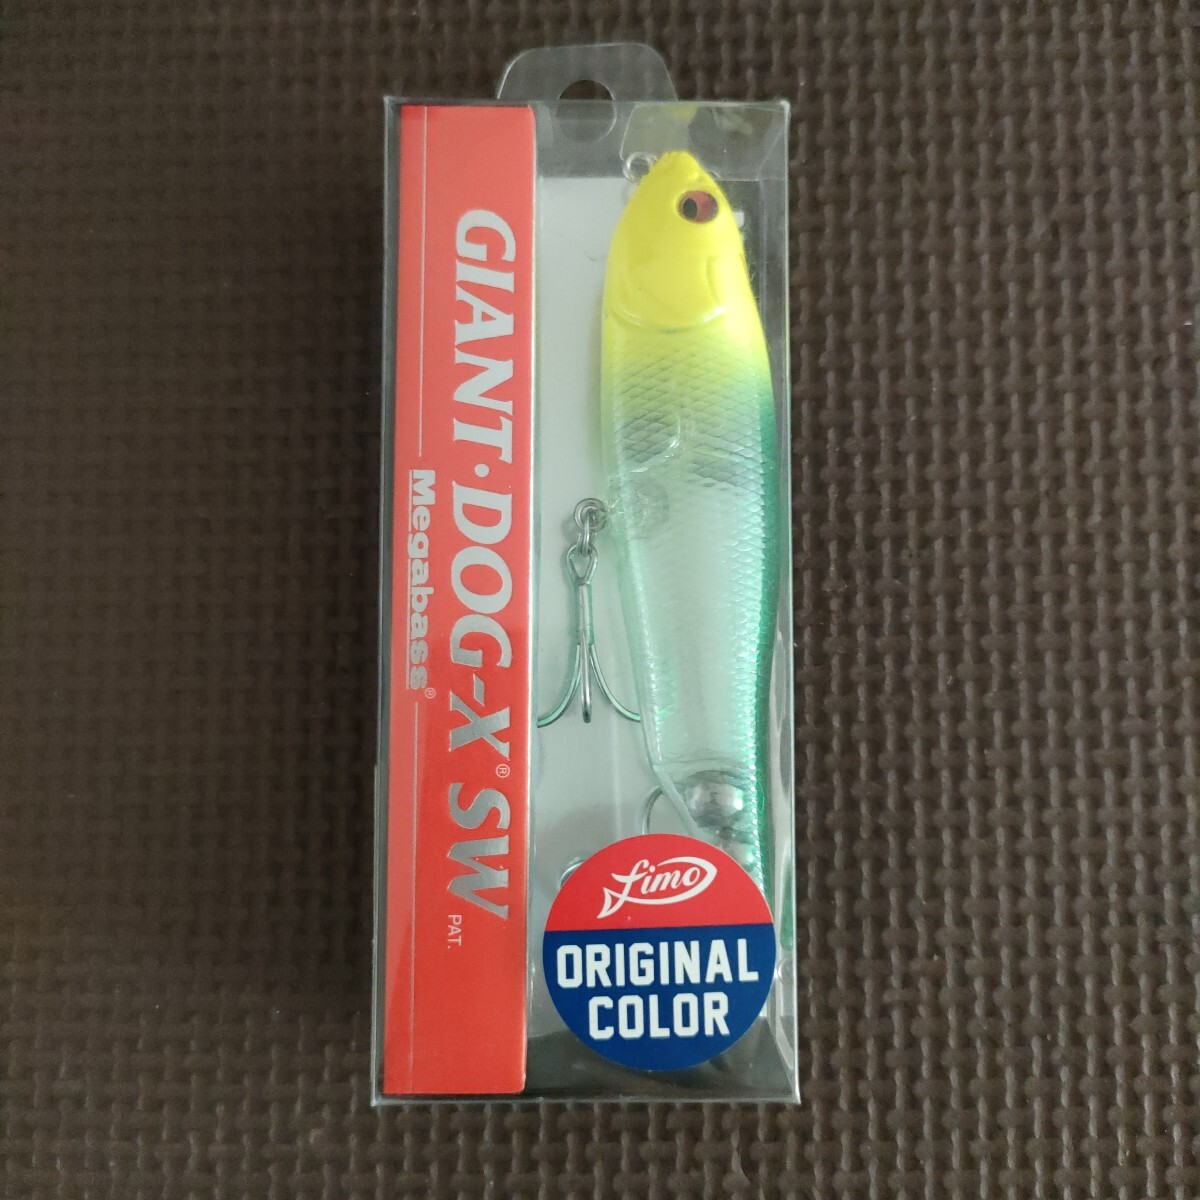 GIANT·DOG-X® SW PAT.
Megabass®
fimo
ORIGINAL
COLOR